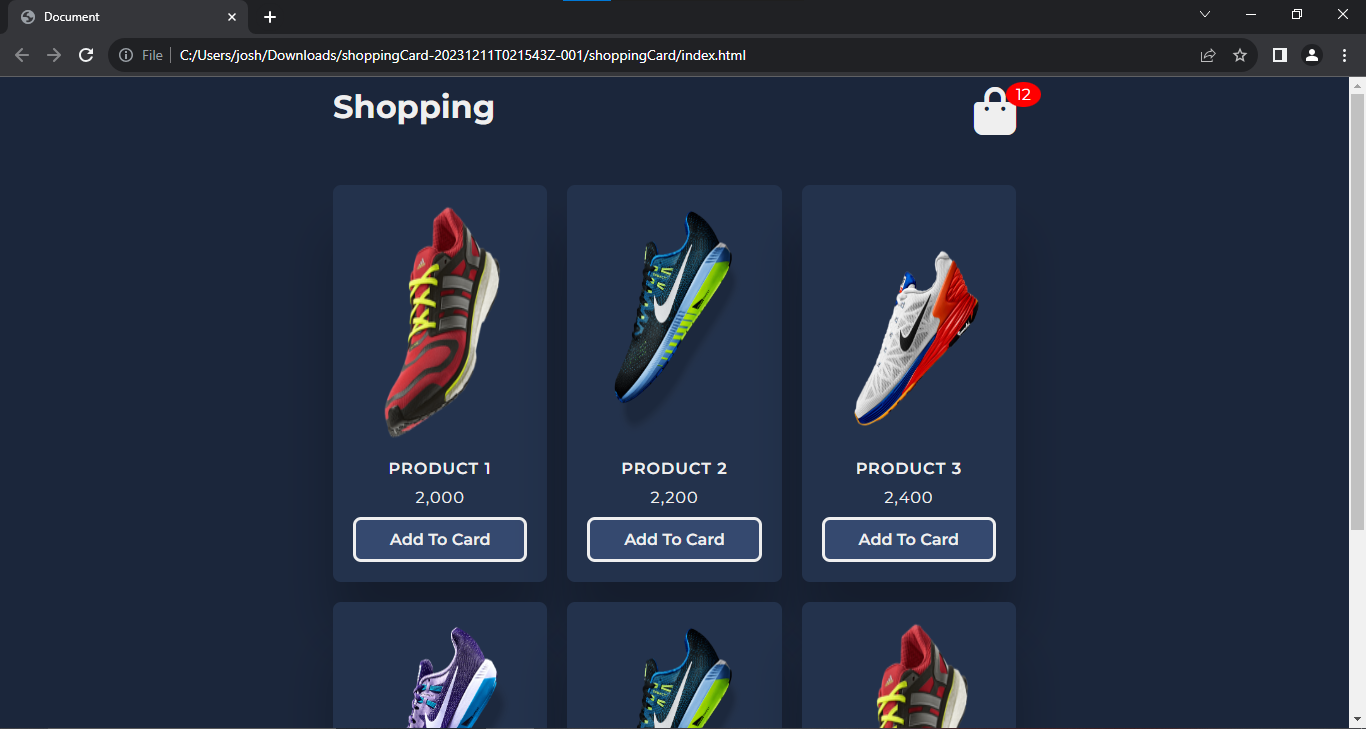 Document
File
C:/Users/josh/Downloads/shoppingCard-20231211T021543Z-001/shoppingCard/index.html
Shopping
12
PRODUCT 1
2,000
Add To Card
PRODUCT 2
2,200
Add To Card
PRODUCT 3
2,400
Add To Card